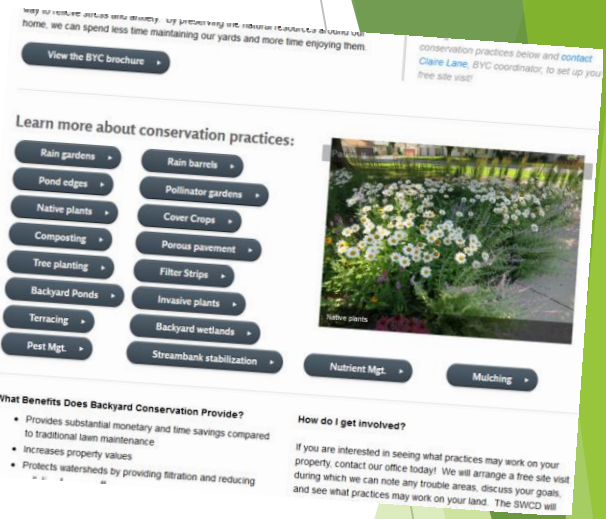 way to relieve stress and anxiety. By preserving the natural resources around our
home, we can spend less time maintaining our yards and more time enjoying them.
View the BYC brochure
conservation practices below and contact
Claire Lane, BYC coordinator, to set up your
free site visit!
Learn more about conservation practices:
Rain gardens
Pond edges
Native plants
Composting
Tree planting
Backyard Ponds
Terracing
Pest Mgt.
Rain barrels
Pollinator gardens
Cover Crops
Porous pavement
Filter Strips
Invasive plants
Backyard wetlands
Streambank stabilization
Nutrient Mgt.
Mulching
Native plants
What Benefits Does Backyard Conservation Provide?
Provides substantial monetary and time savings compared
to traditional lawn maintenance
Increases property values
Protects watersheds by providing filtration and reducing
How do I get involved?
If you are interested in seeing what practices may work on your
property, contact our office today! We will arrange a free site visit
during which we can note any trouble areas, discuss your goals,
and see what practices may work on your land. The SWCD will